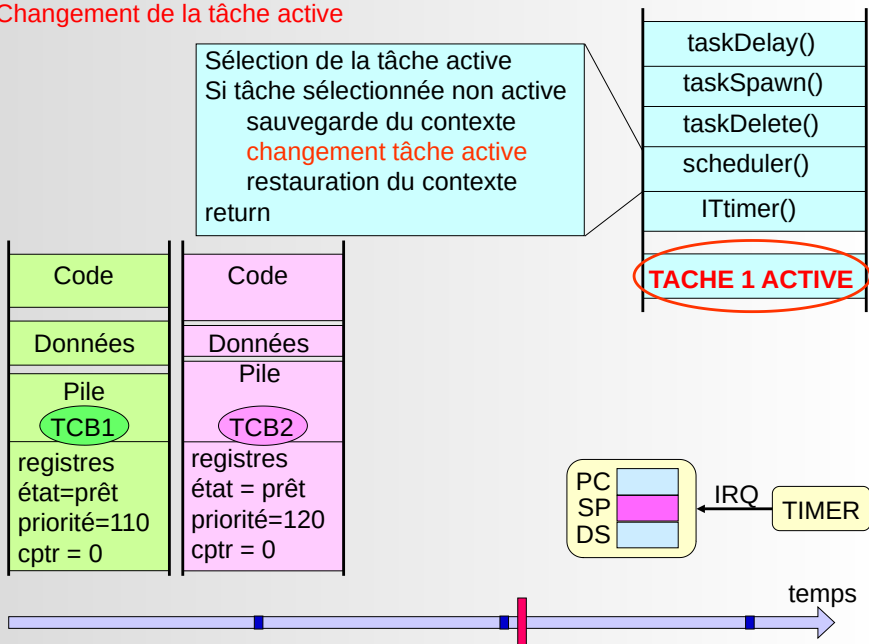 Changement de la tâche active
Sélection de la tâche active
Si tâche sélectionnée non active
sauvegarde du contexte
changement tâche active
restauration du contexte
return
taskDelay()
taskSpawn()
taskDelete()
scheduler()
ITtimer()
TACHE 1 ACTIVE
Code
Données
Pile
TCB1
registres
état=prêt
priorité=110
cptr = 0
Code
Données
Pile
TCB2
registres
état = prêt
priorité=120
cptr = 0
PC
SP
DS
IRQ
TIMER
temps